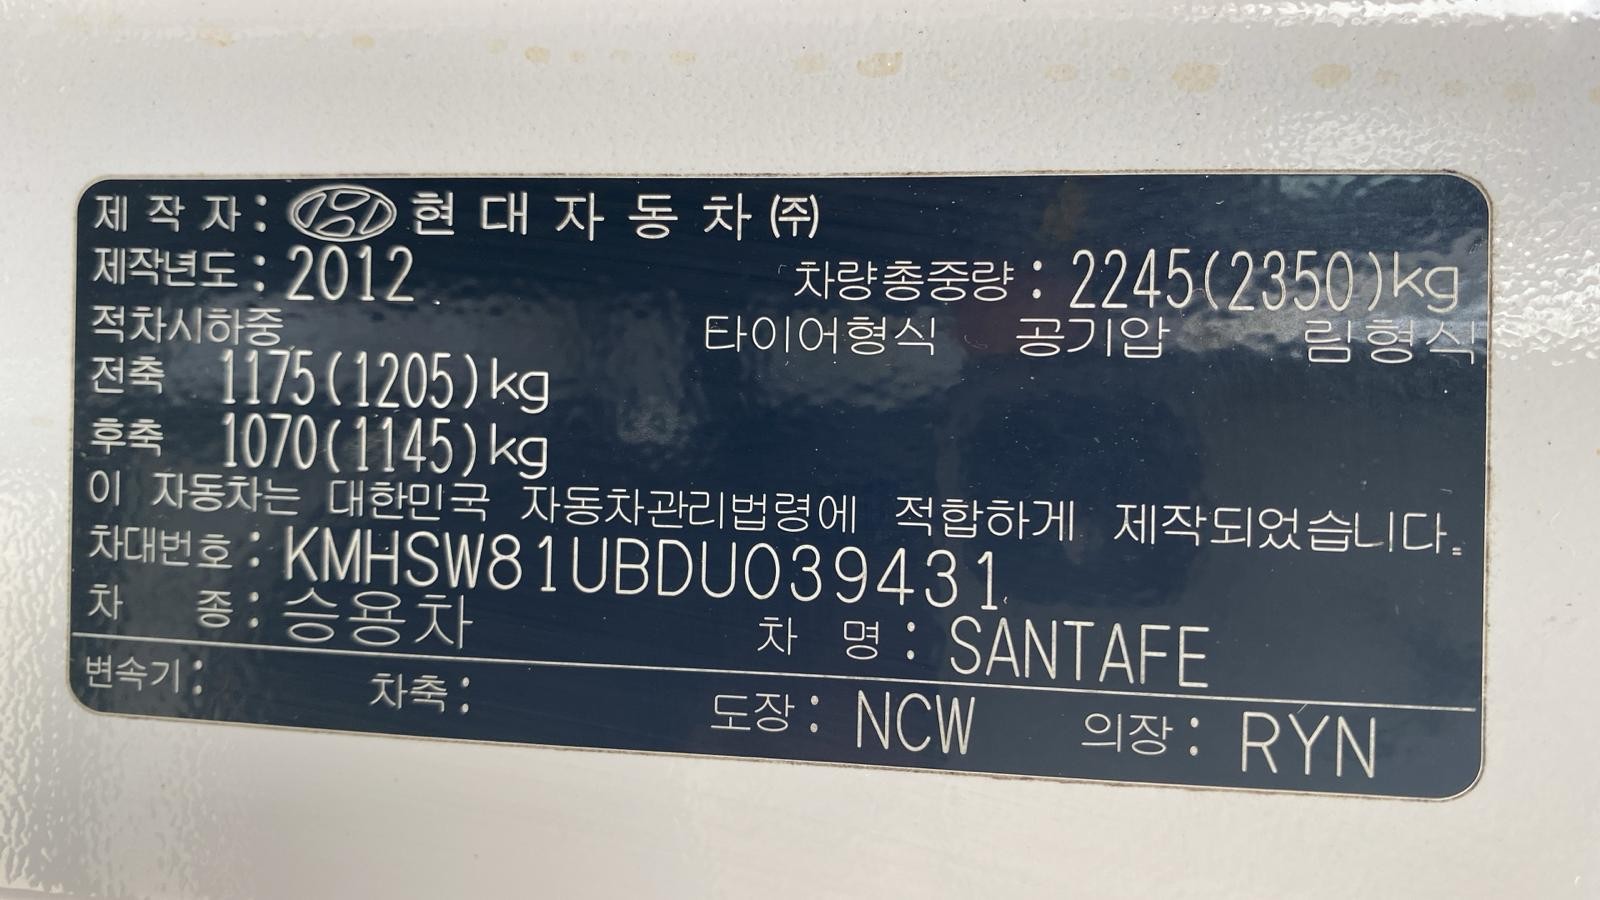 제 작 자 : 현 대 자 동 차 (주)
제작년도 : 2012 차량총중량 : 2245(2350)kg
적차시하중 타이어형식 공기압 림형식
전축 1175(1205)kg
후축 1070(1145)kg
이 자동차는 대한민국 자동차관리법령에 적합하게 제작되었습니다.
차대번호 : KMHSW81UBDU039431
차 종 : 승용차 차 명 : SANTAFE
변속기 : 차축 : 도장 : NCW 의장 : RYN